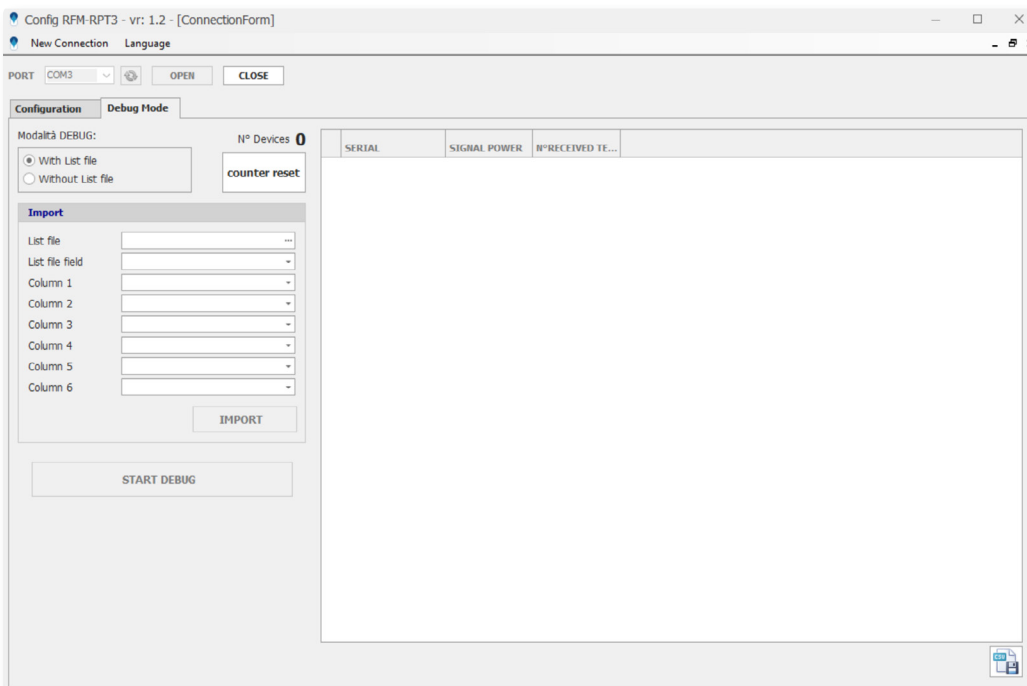 Config RFM-RPT3 - vr: 1.2 - [ConnectionForm]
New Connection Language
PORT COM3 OPEN CLOSE
Configuration Debug Mode
Modalità DEBUG:
N° Devices 0
With List file
Without List file
counter reset
Import
List file
List file field
Column 1
Column 2
Column 3
Column 4
Column 5
Column 6
IMPORT
START DEBUG
SERIAL SIGNAL POWER N°RECEIVED TE...
CSV